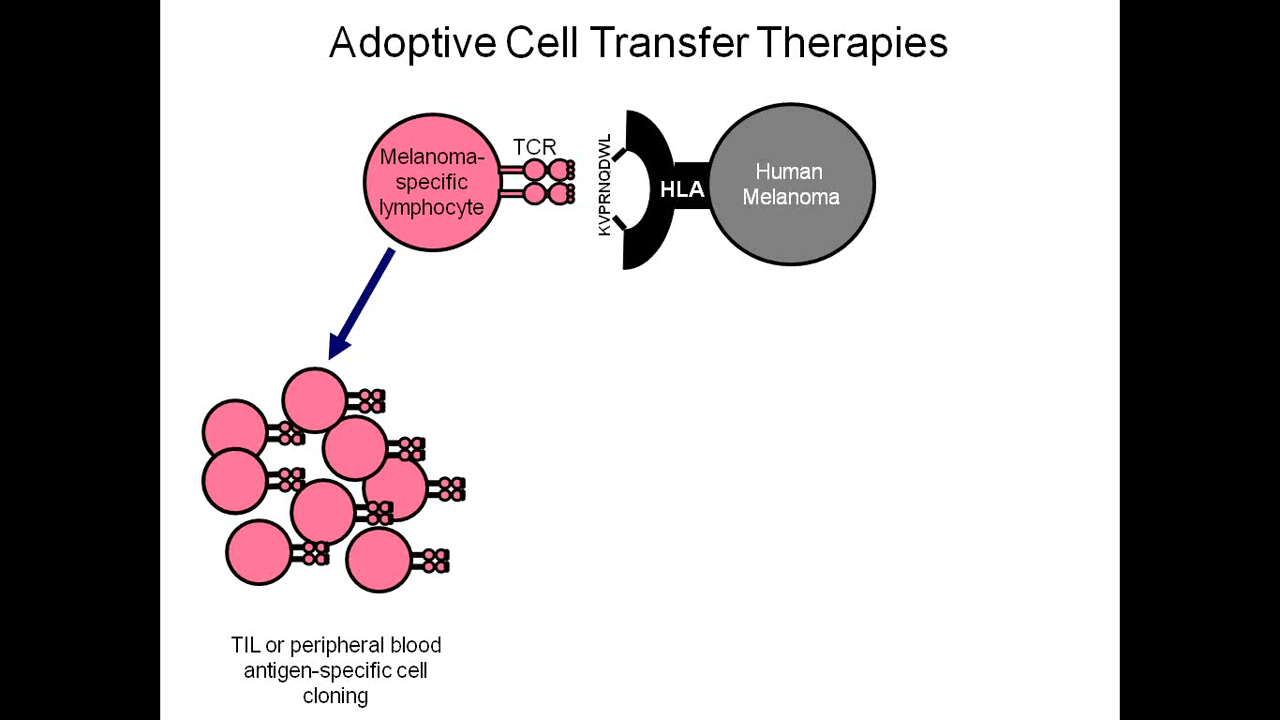 Adoptive Cell Transfer Therapies
Melanoma-
specific
lymphocyte
TCR
KVPRNQDWL
HLA
Human
Melanoma
TIL or peripheral blood
antigen-specific cell
cloning